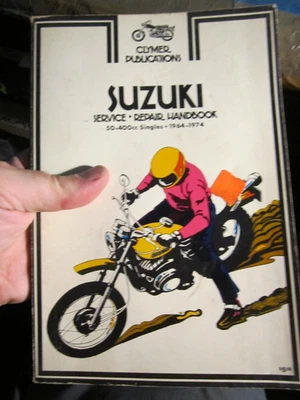 CLYMER
PUBLICATIONS
SUZUKI
SERVICE • REPAIR HANDBOOK
50-400cc Singles • 1964-1974